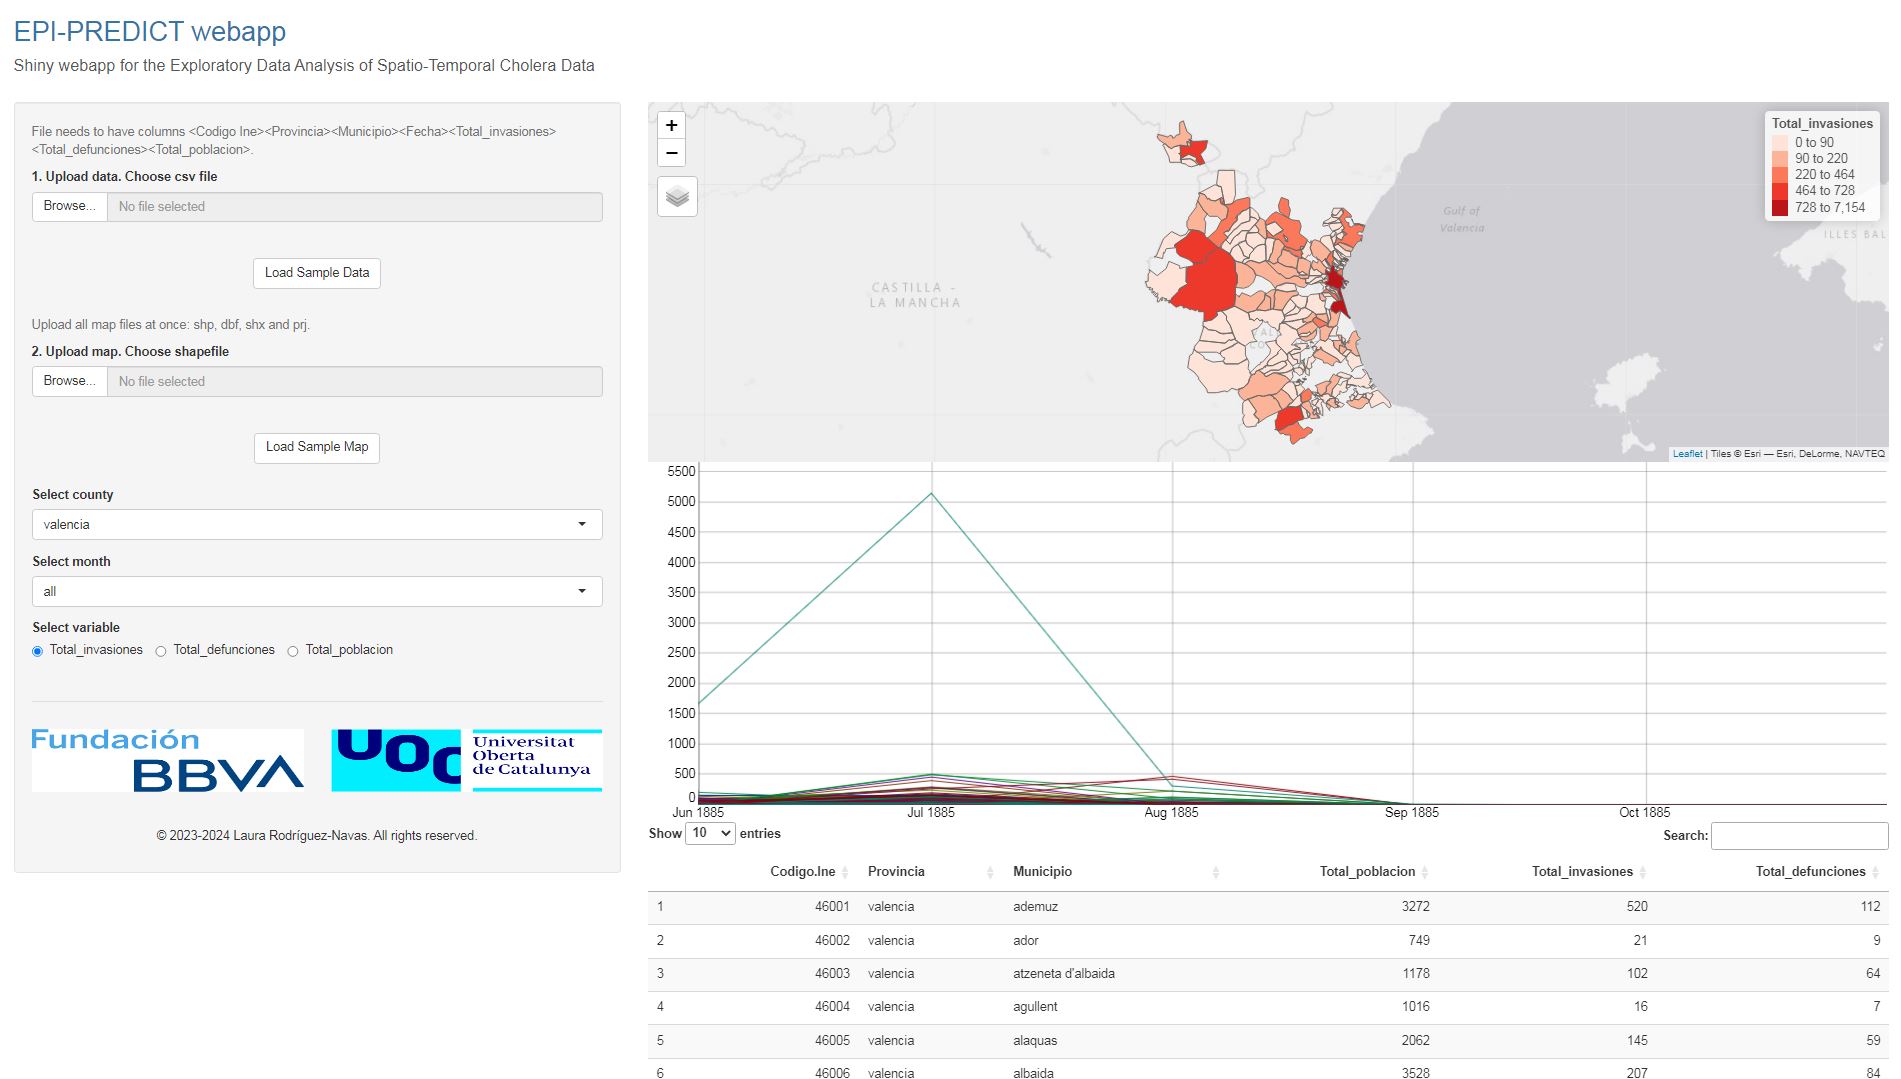 EPI-PREDICT webapp
Shiny webapp for the Exploratory Data Analysis of Spatio-Temporal Cholera Data
File needs to have columns <Codigo Ine><Provincia><Municipio><Fecha><Total_invasiones>
<Total_defunciones><Total_poblacion>.
1. Upload data. Choose csv file
Browse... No file selected
Load Sample Data
Upload all map files at once: shp, dbf, shx and prj.
2. Upload map. Choose shapefile
Browse... No file selected
Load Sample Map
Select county
valencia
Select month
all
Select variable
Total_invasiones Total_defunciones Total_poblacion
Fundación
BBVA
UOC
Universitat
Oberta
de Catalunya
© 2023-2024 Laura Rodríguez-Navas. All rights reserved.
+
−
CASTILLA -
LA MANCHA
Gulf of
Valencia
ILLES BAL
Total_invasiones
0 to 90
90 to 220
220 to 464
464 to 728
728 to 7,154
Leaflet | Tiles © Esri — Esri, DeLorme, NAVTEQ
5500
5000
4500
4000
3500
3000
2500
2000
1500
1000
500
0
Jun 1885 Jul 1885 Aug 1885 Sep 1885 Oct 1885
Show 10 entries
Search:
Codigo.Ine Provincia Municipio Total_poblacion Total_invasiones Total_defunciones
1 46001 valencia ademuz 3272 520 112
2 46002 valencia ador 749 21 9
3 46003 valencia atzeneta d'albaida 1178 102 64
4 46004 valencia agullent 1016 16 7
5 46005 valencia alaquas 2062 145 59
6 46006 valencia albaida 3528 207 84